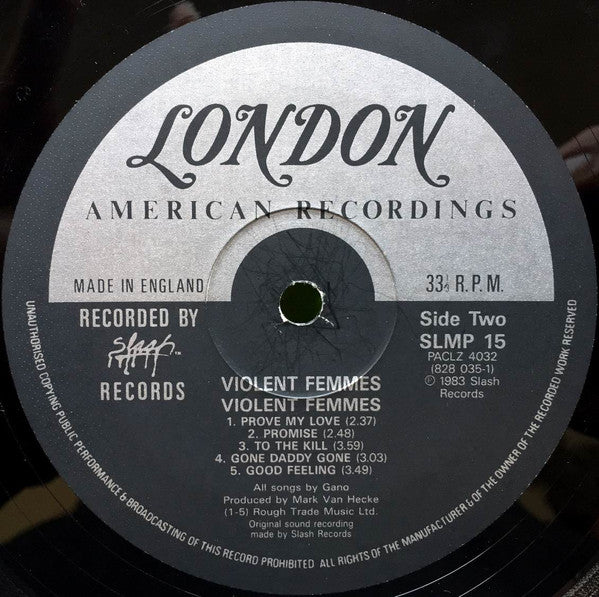 LONDON
AMERICAN RECORDINGS
MADE IN ENGLAND
33⅓ R.P.M.
RECORDED BY
Slash™
RECORDS
Side Two
SLMP 15
PACLZ 4032
(828 035-1)
℗ 1983 Slash
Records
VIOLENT FEMMES
VIOLENT FEMMES
1. PROVE MY LOVE (2.37)
2. PROMISE (2.48)
3. TO THE KILL (3.59)
4. GONE DADDY GONE (3.03)
5. GOOD FEELING (3.49)
All songs by Gano
Produced by Mark Van Hecke
(1-5) Rough Trade Music Ltd.
Original sound recording
made by Slash Records
UNAUTHORISED COPYING PUBLIC PERFORMANCE & BROADCASTING OF THIS RECORD PROHIBITED ALL RIGHTS OF THE MANUFACTURER & OF THE OWNER OF THE RECORDED WORK RESERVED